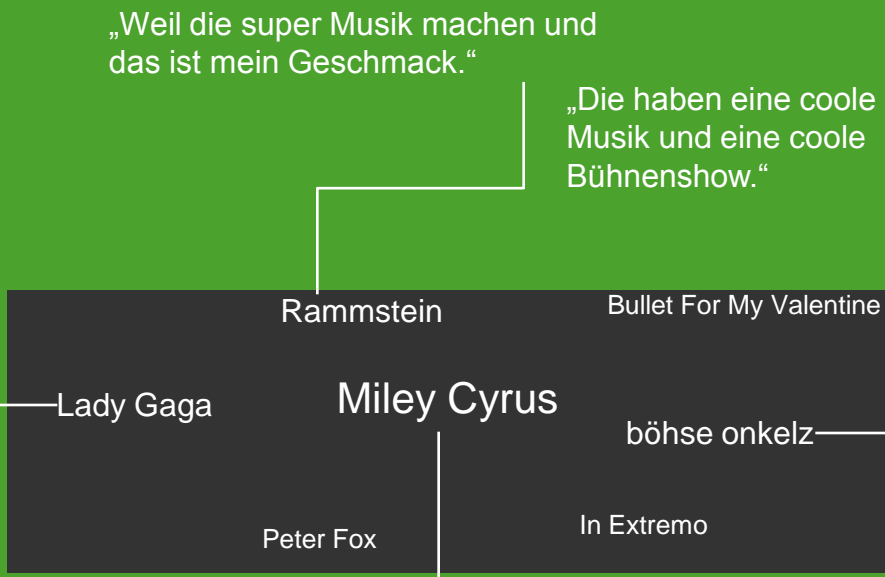 „Weil die super Musik machen und
das ist mein Geschmack.“
„Die haben eine coole
Musik und eine coole
Bühnenshow.“
Rammstein
Bullet For My Valentine
Lady Gaga
Miley Cyrus
böhse onkelz
Peter Fox
In Extremo